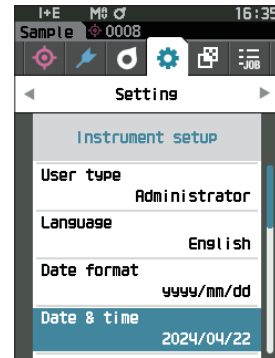 I+E M0 16:35
Sample 0008
-JOB
Setting
Instrument setup
User type
Administrator
Language
English
Date format
yyyy/mm/dd
Date & time
2024/04/22